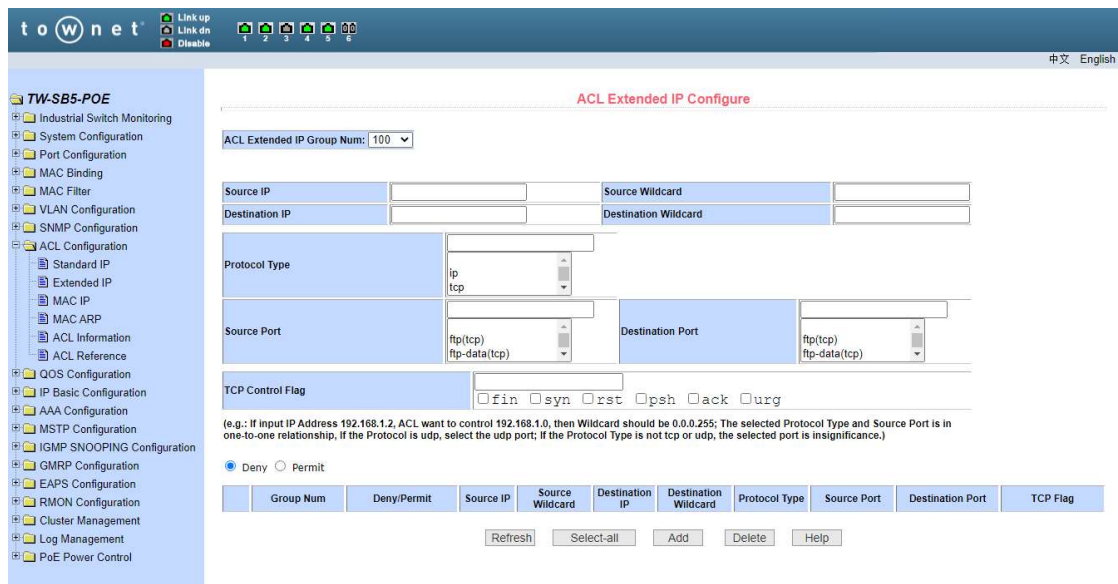 to(w)net
Link up
Link dn
Disable
1 2 3 4 5 6
中文 English
TW-SB5-POE
Industrial Switch Monitoring
System Configuration
Port Configuration
MAC Binding
MAC Filter
VLAN Configuration
SNMP Configuration
ACL Configuration
Standard IP
Extended IP
MAC IP
MAC ARP
ACL Information
ACL Reference
QOS Configuration
IP Basic Configuration
AAA Configuration
MSTP Configuration
IGMP SNOOPING Configuration
GMRP Configuration
EAPS Configuration
RMON Configuration
Cluster Management
Log Management
PoE Power Control
ACL Extended IP Configure
ACL Extended IP Group Num: 100
Source IP Source Wildcard
Destination IP Destination Wildcard
Protocol Type
ip
tcp
Source Port
ftp(tcp)
ftp-data(tcp)
Destination Port
ftp(tcp)
ftp-data(tcp)
TCP Control Flag
fin syn rst psh ack urg
(e.g.: If input IP Address 192.168.1.2, ACL want to control 192.168.1.0, then Wildcard should be 0.0.0.255; The selected Protocol Type and Source Port is in
one-to-one relationship, If the Protocol is udp, select the udp port; If the Protocol Type is not tcp or udp, the selected port is insignificance.)
Deny Permit
Group Num Deny/Permit Source IP Source Wildcard Destination IP Destination Wildcard Protocol Type Source Port Destination Port TCP Flag
Refresh Select-all Add Delete Help